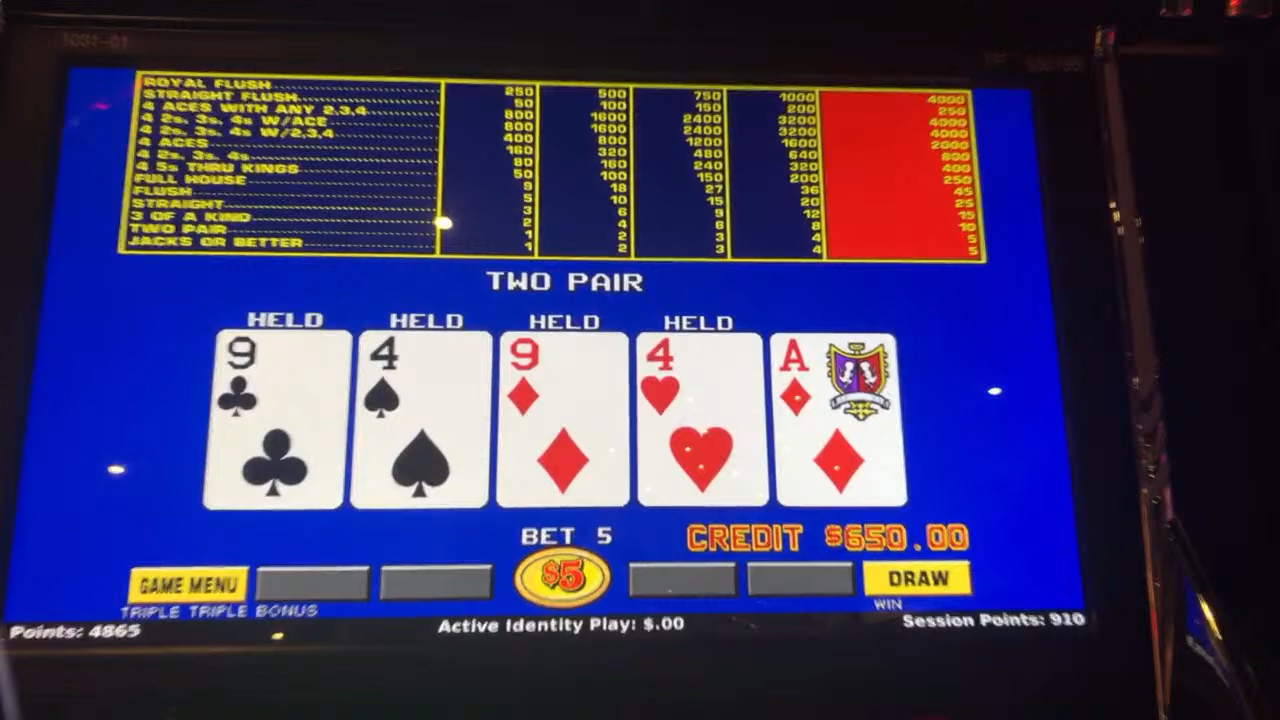 ROYAL FLUSH 250 500 750 1000 4000
STRAIGHT FLUSH 50 100 150 200 250
4 ACES WITH ANY 2,3,4 800 1600 2400 3200 4000
4 2s, 3s, 4s W/ACE 800 1600 2400 3200 4000
4 2s, 3s, 4s W/2,3,4 400 800 1200 1600 2000
4 ACES 160 320 480 640 800
4 2s, 3s, 4s 80 160 240 320 400
4 5s THRU KINGS 50 100 150 200 250
FULL HOUSE 9 18 27 36 45
FLUSH 5 10 15 20 25
STRAIGHT 3 6 9 12 15
3 OF A KIND 2 4 6 8 10
TWO PAIR 1 2 3 4 5
JACKS OR BETTER 1 2 3 4 5
TWO PAIR
HELD HELD HELD HELD
9 4 9 4 A
BET 5 CREDIT $650.00
GAME MENU $5 DRAW
TRIPLE TRIPLE BONUS WIN
Points: 4865 Active Identity Play: $.00 Session Points: 910